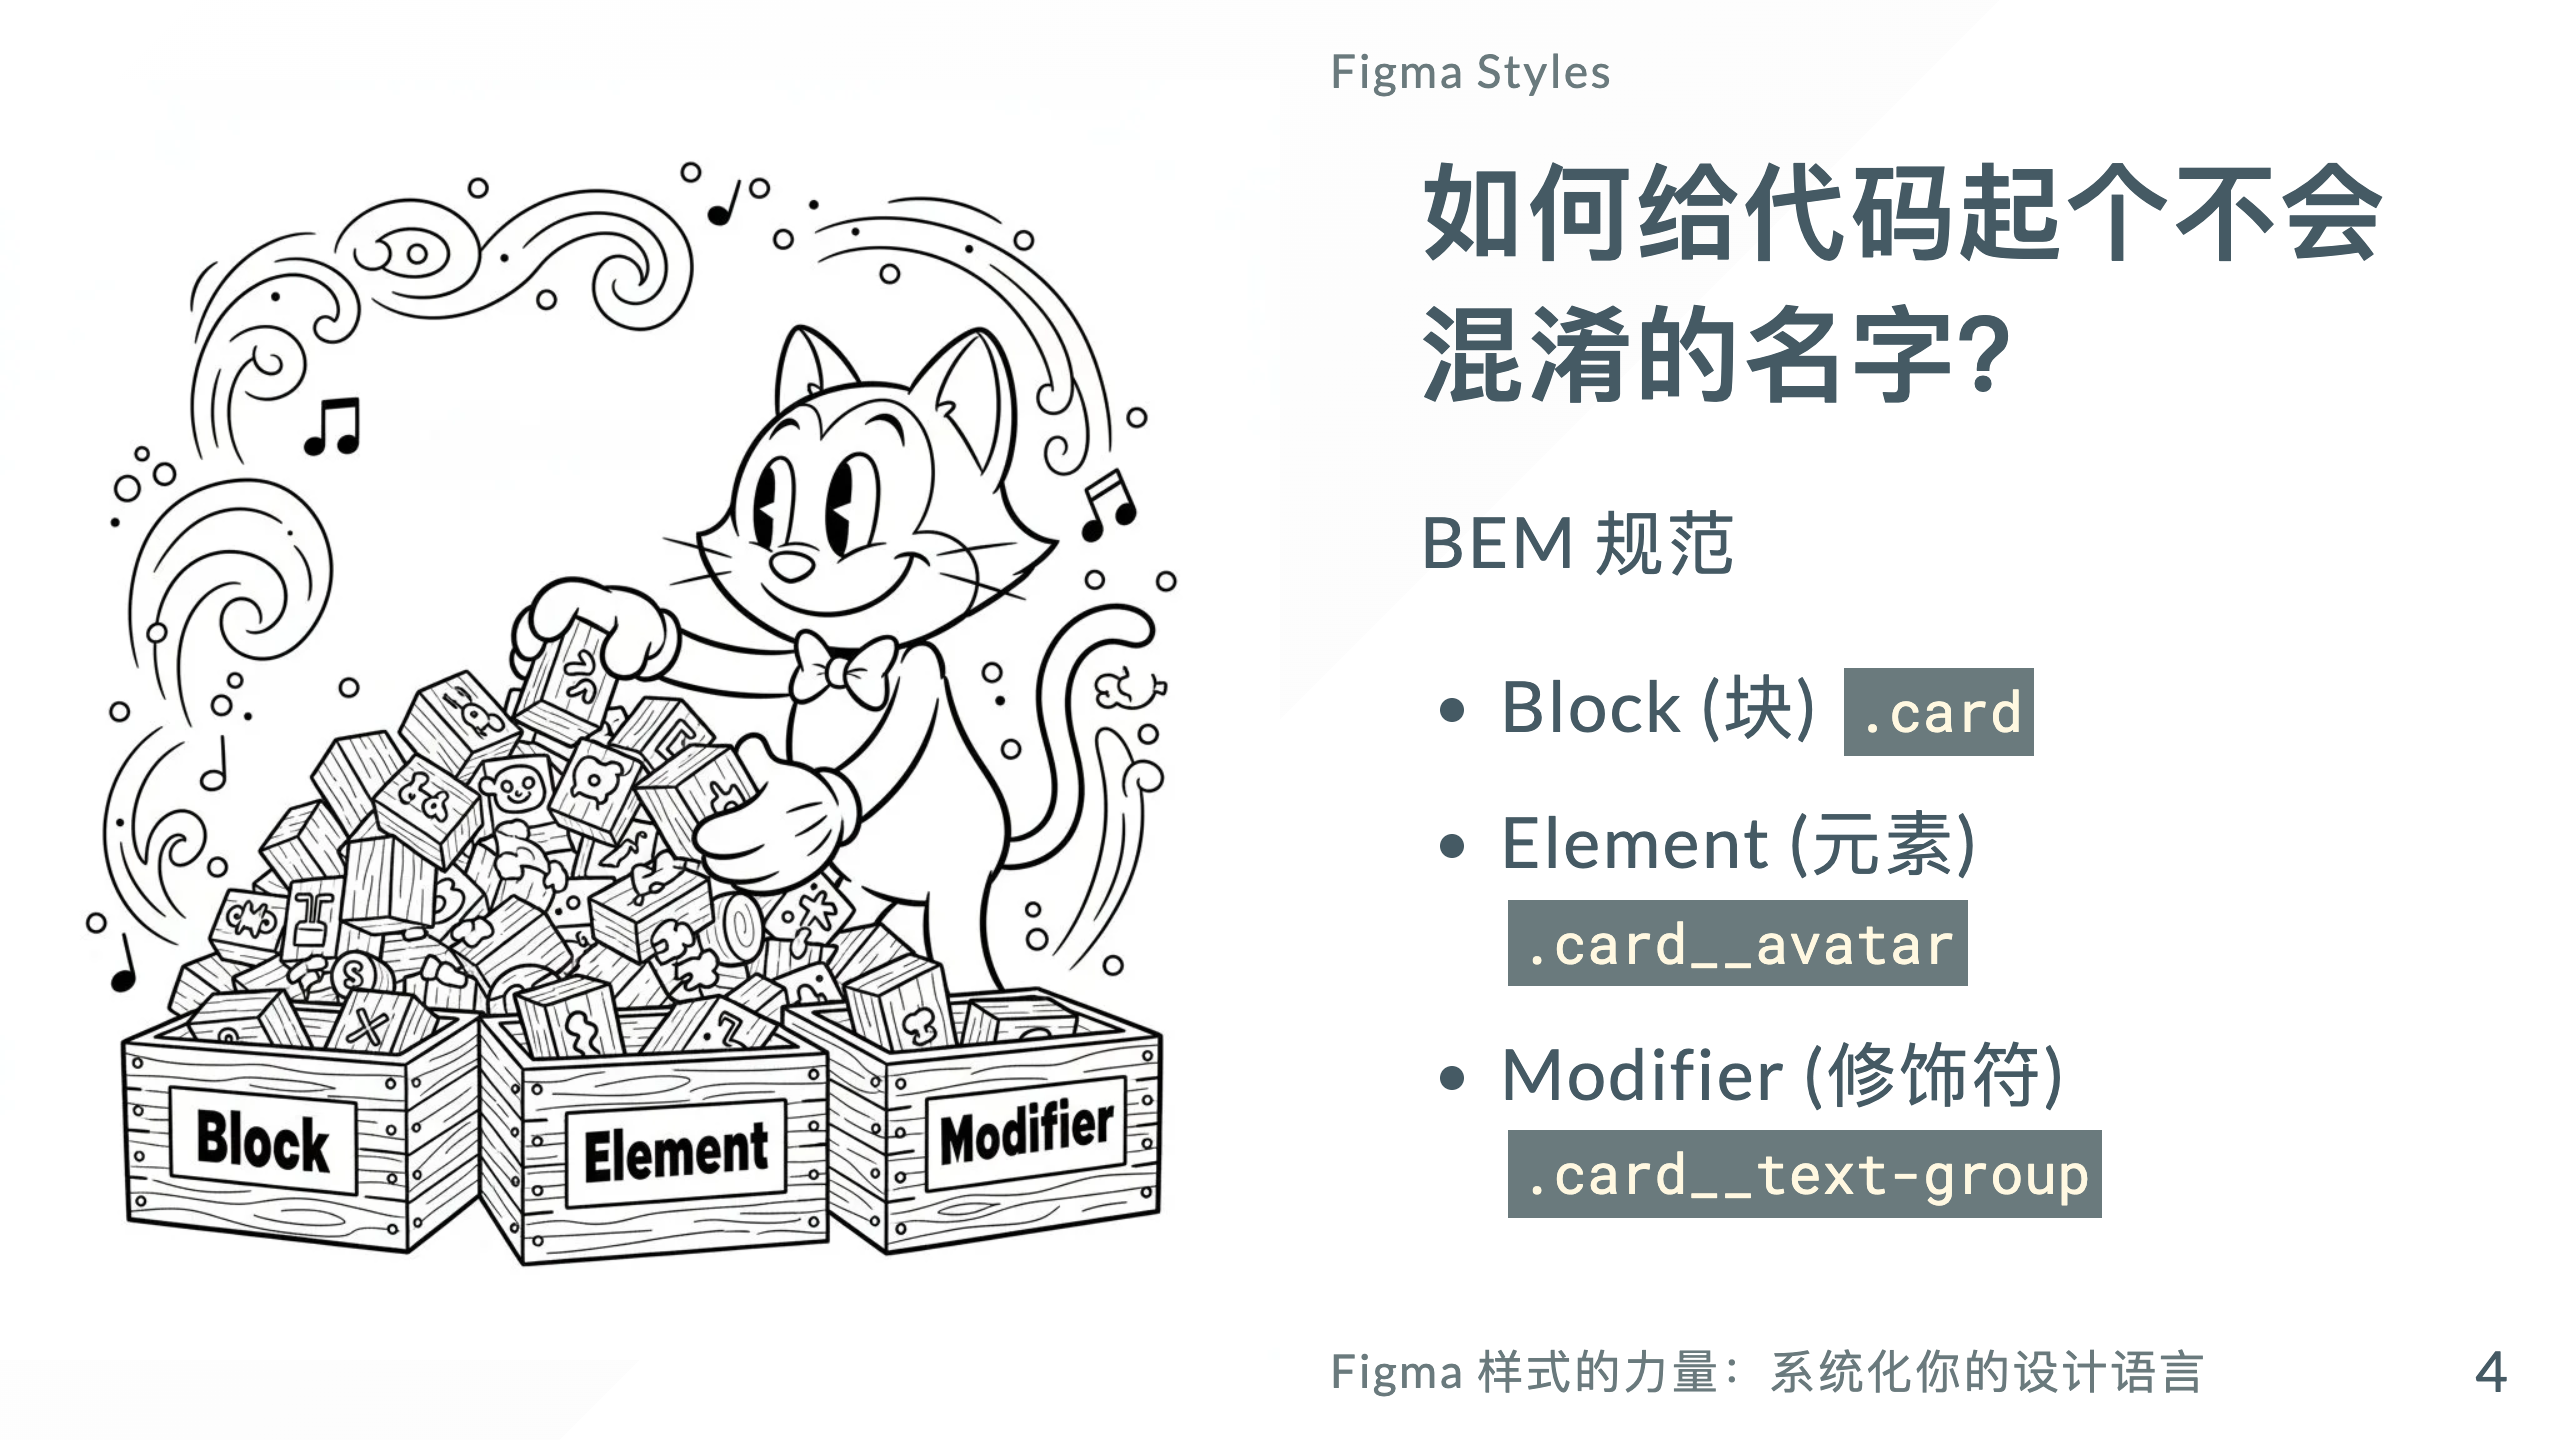 Figma Styles
如何给代码起个不会
混淆的名字？
BEM 规范
Block (块) .card
Element (元素)
.card__avatar
Modifier (修饰符)
.card__text-group
Block
Element
Modifier
Figma 样式的力量：系统化你的设计语言
4